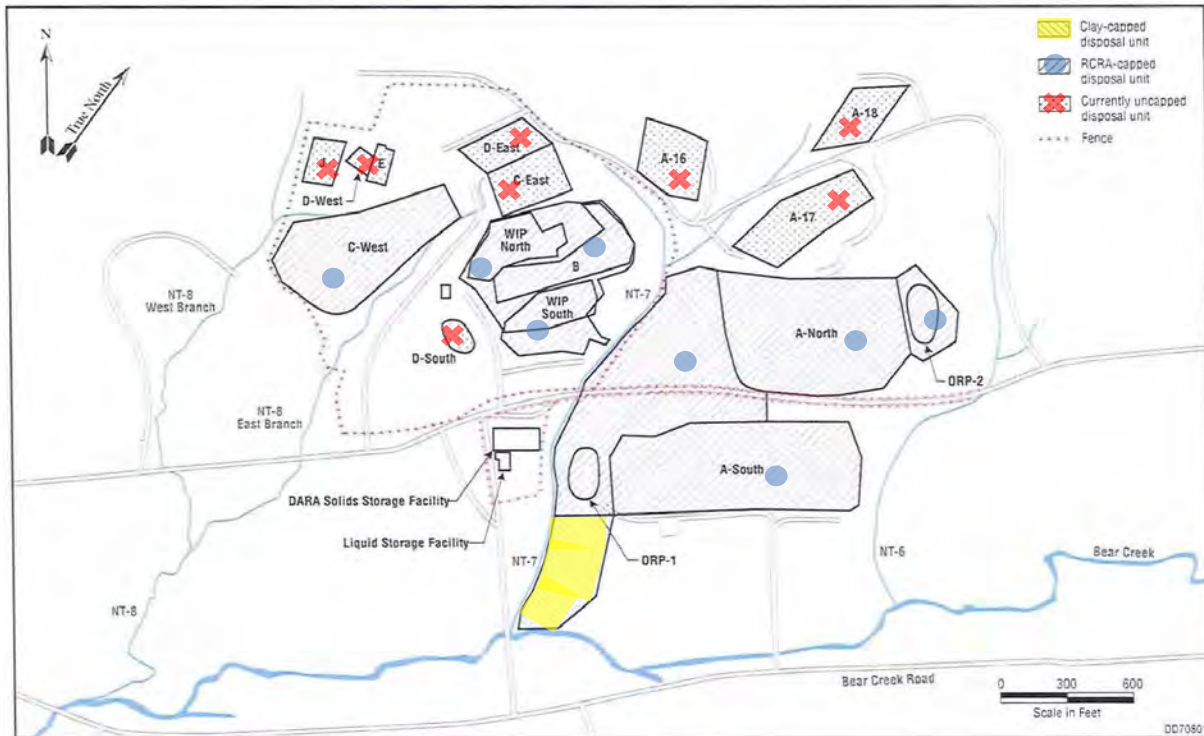 N
True North
Clay-capped
disposal unit
RCRA-capped
disposal unit
Currently uncapped
disposal unit
Fence
A-18
D-East
A-16
J
E
C-East
D-West
A-17
WIP
North
C-West
B
NT-7
WIP
South
NT-8
West Branch
A-North
D-South
ORP-2
NT-8
East Branch
A-South
DARA Solids Storage Facility
Liquid Storage Facility
ORP-1
NT-7
NT-6
Bear Creek
NT-8
Bear Creek Road
0 300 600
Scale in Feet